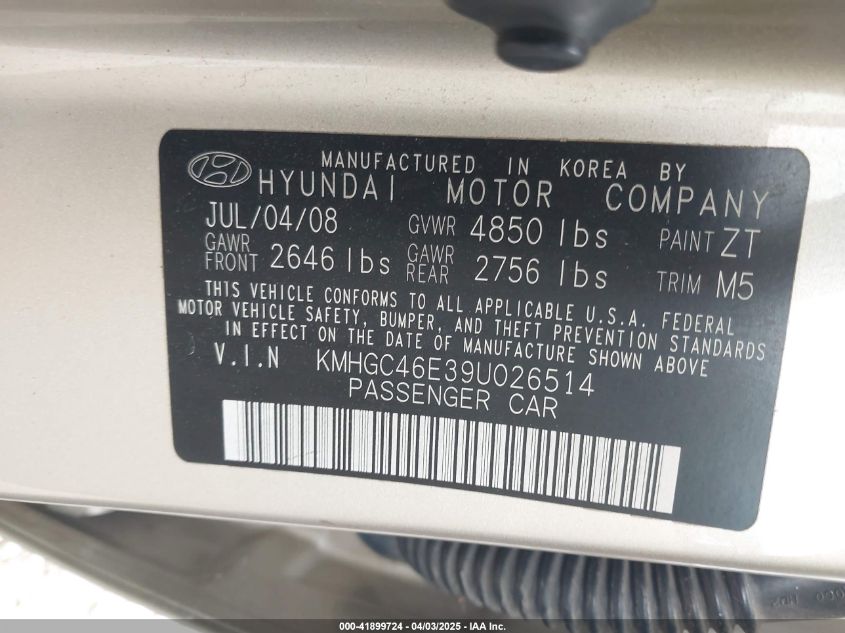 MANUFACTURED IN KOREA BY
HYUNDAI MOTOR COMPANY
JUL/04/08 GVWR 4850 lbs PAINT ZT
GAWR FRONT 2646 lbs GAWR REAR 2756 lbs TRIM M5
THIS VEHICLE CONFORMS TO ALL APPLICABLE U.S.A. FEDERAL
MOTOR VEHICLE SAFETY, BUMPER, AND THEFT PREVENTION STANDARDS
IN EFFECT ON THE DATE OF MANUFACTURE SHOWN ABOVE
V.I.N KMHGC46E39U026514
PASSENGER CAR
000-41899724 - 04/03/2025 - IAA Inc.